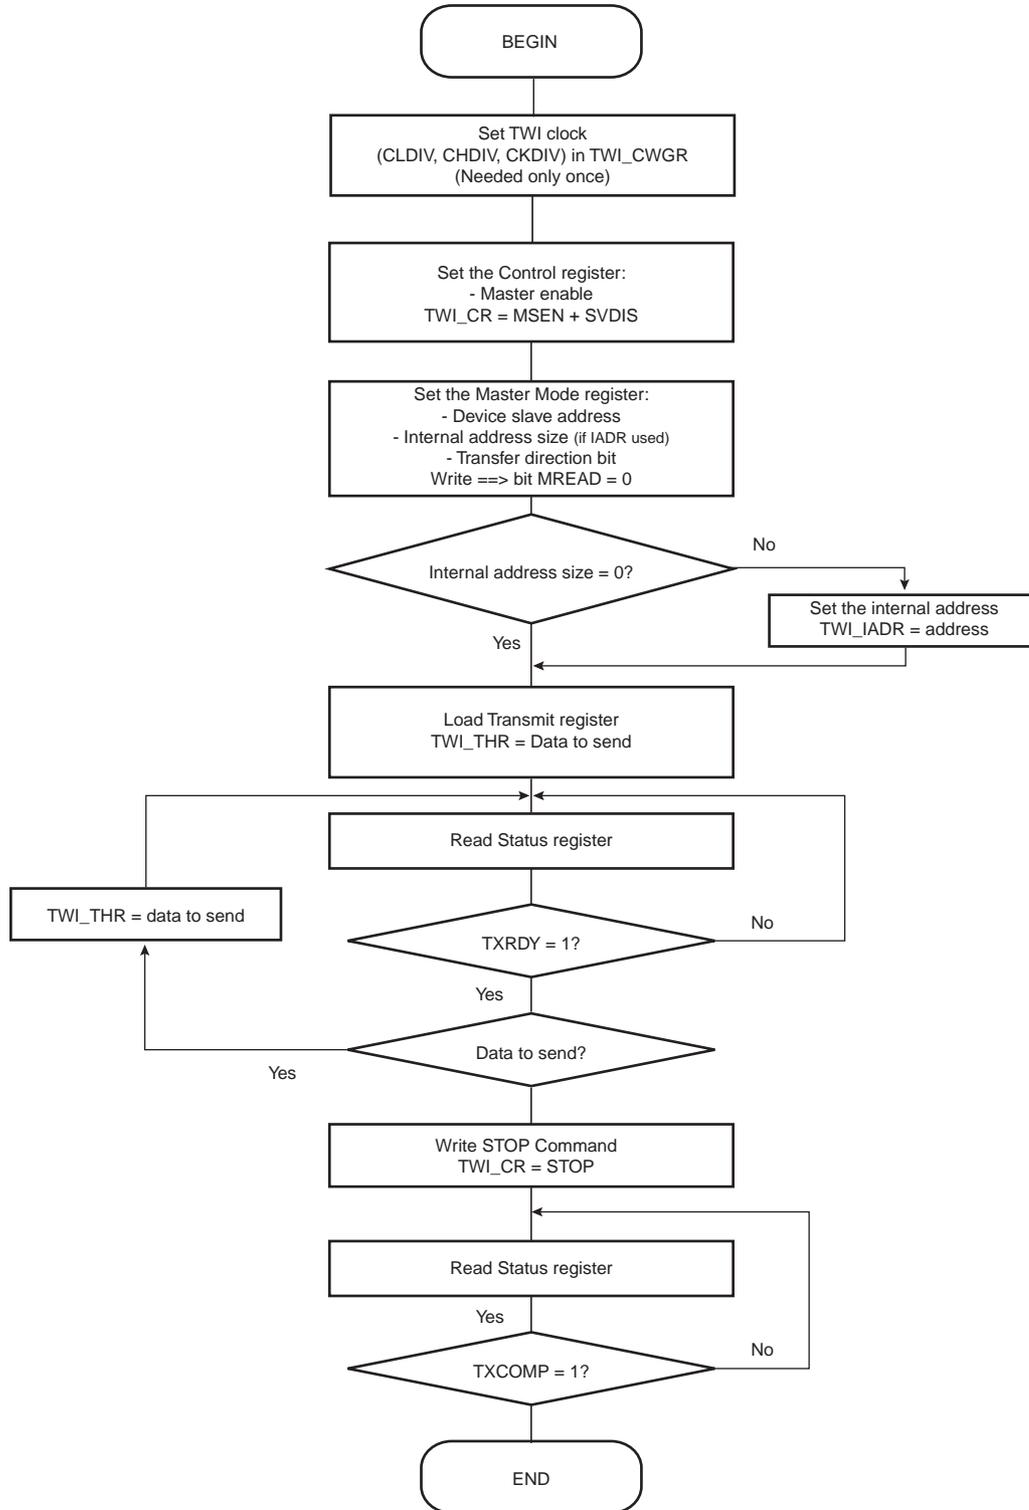 BEGIN
Set TWI clock
(CLDIV, CHDIV, CKDIV) in TWI_CWGR
(Needed only once)
Set the Control register:
- Master enable
TWI_CR = MSEN + SVDIS
Set the Master Mode register:
- Device slave address
- Internal address size (if IADR used)
- Transfer direction bit
Write ==> bit MREAD = 0
No
Internal address size = 0?
Set the internal address
TWI_IADR = address
Yes
Load Transmit register
TWI_THR = Data to send
Read Status register
TWI_THR = data to send
No
TXRDY = 1?
Yes
Data to send?
Yes
Write STOP Command
TWI_CR = STOP
Read Status register
Yes
No
TXCOMP = 1?
END